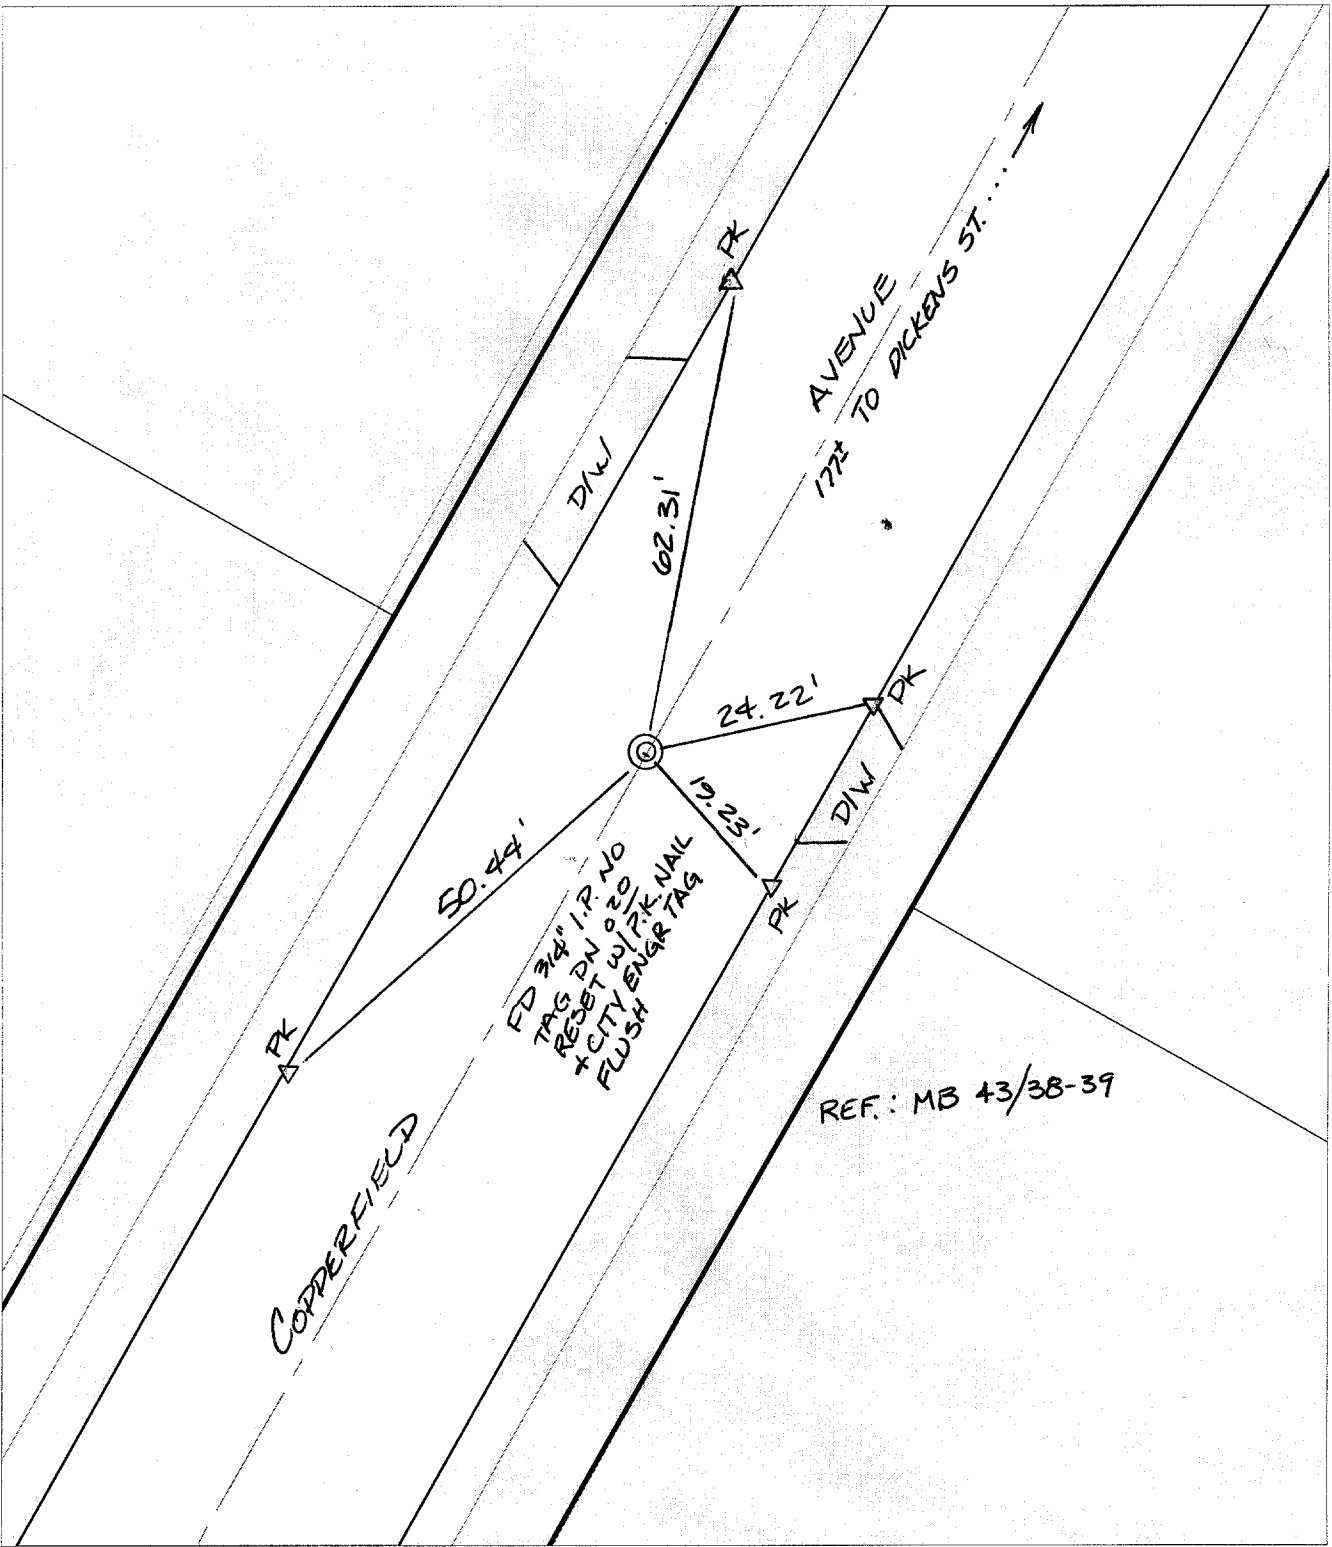 PK
AVENUE
177± TO DICKENS ST. ....
D/W
62.31'
24.22'
PK
D/W
19.23'
PK
50.44'
PK
FD 3/4" I.P. NO
TAG DN 0.20
RESET W/P.K. NAIL
+ CITY ENGR TAG
FLUSH
REF.: MB 43/38-39
COPPERFIELD